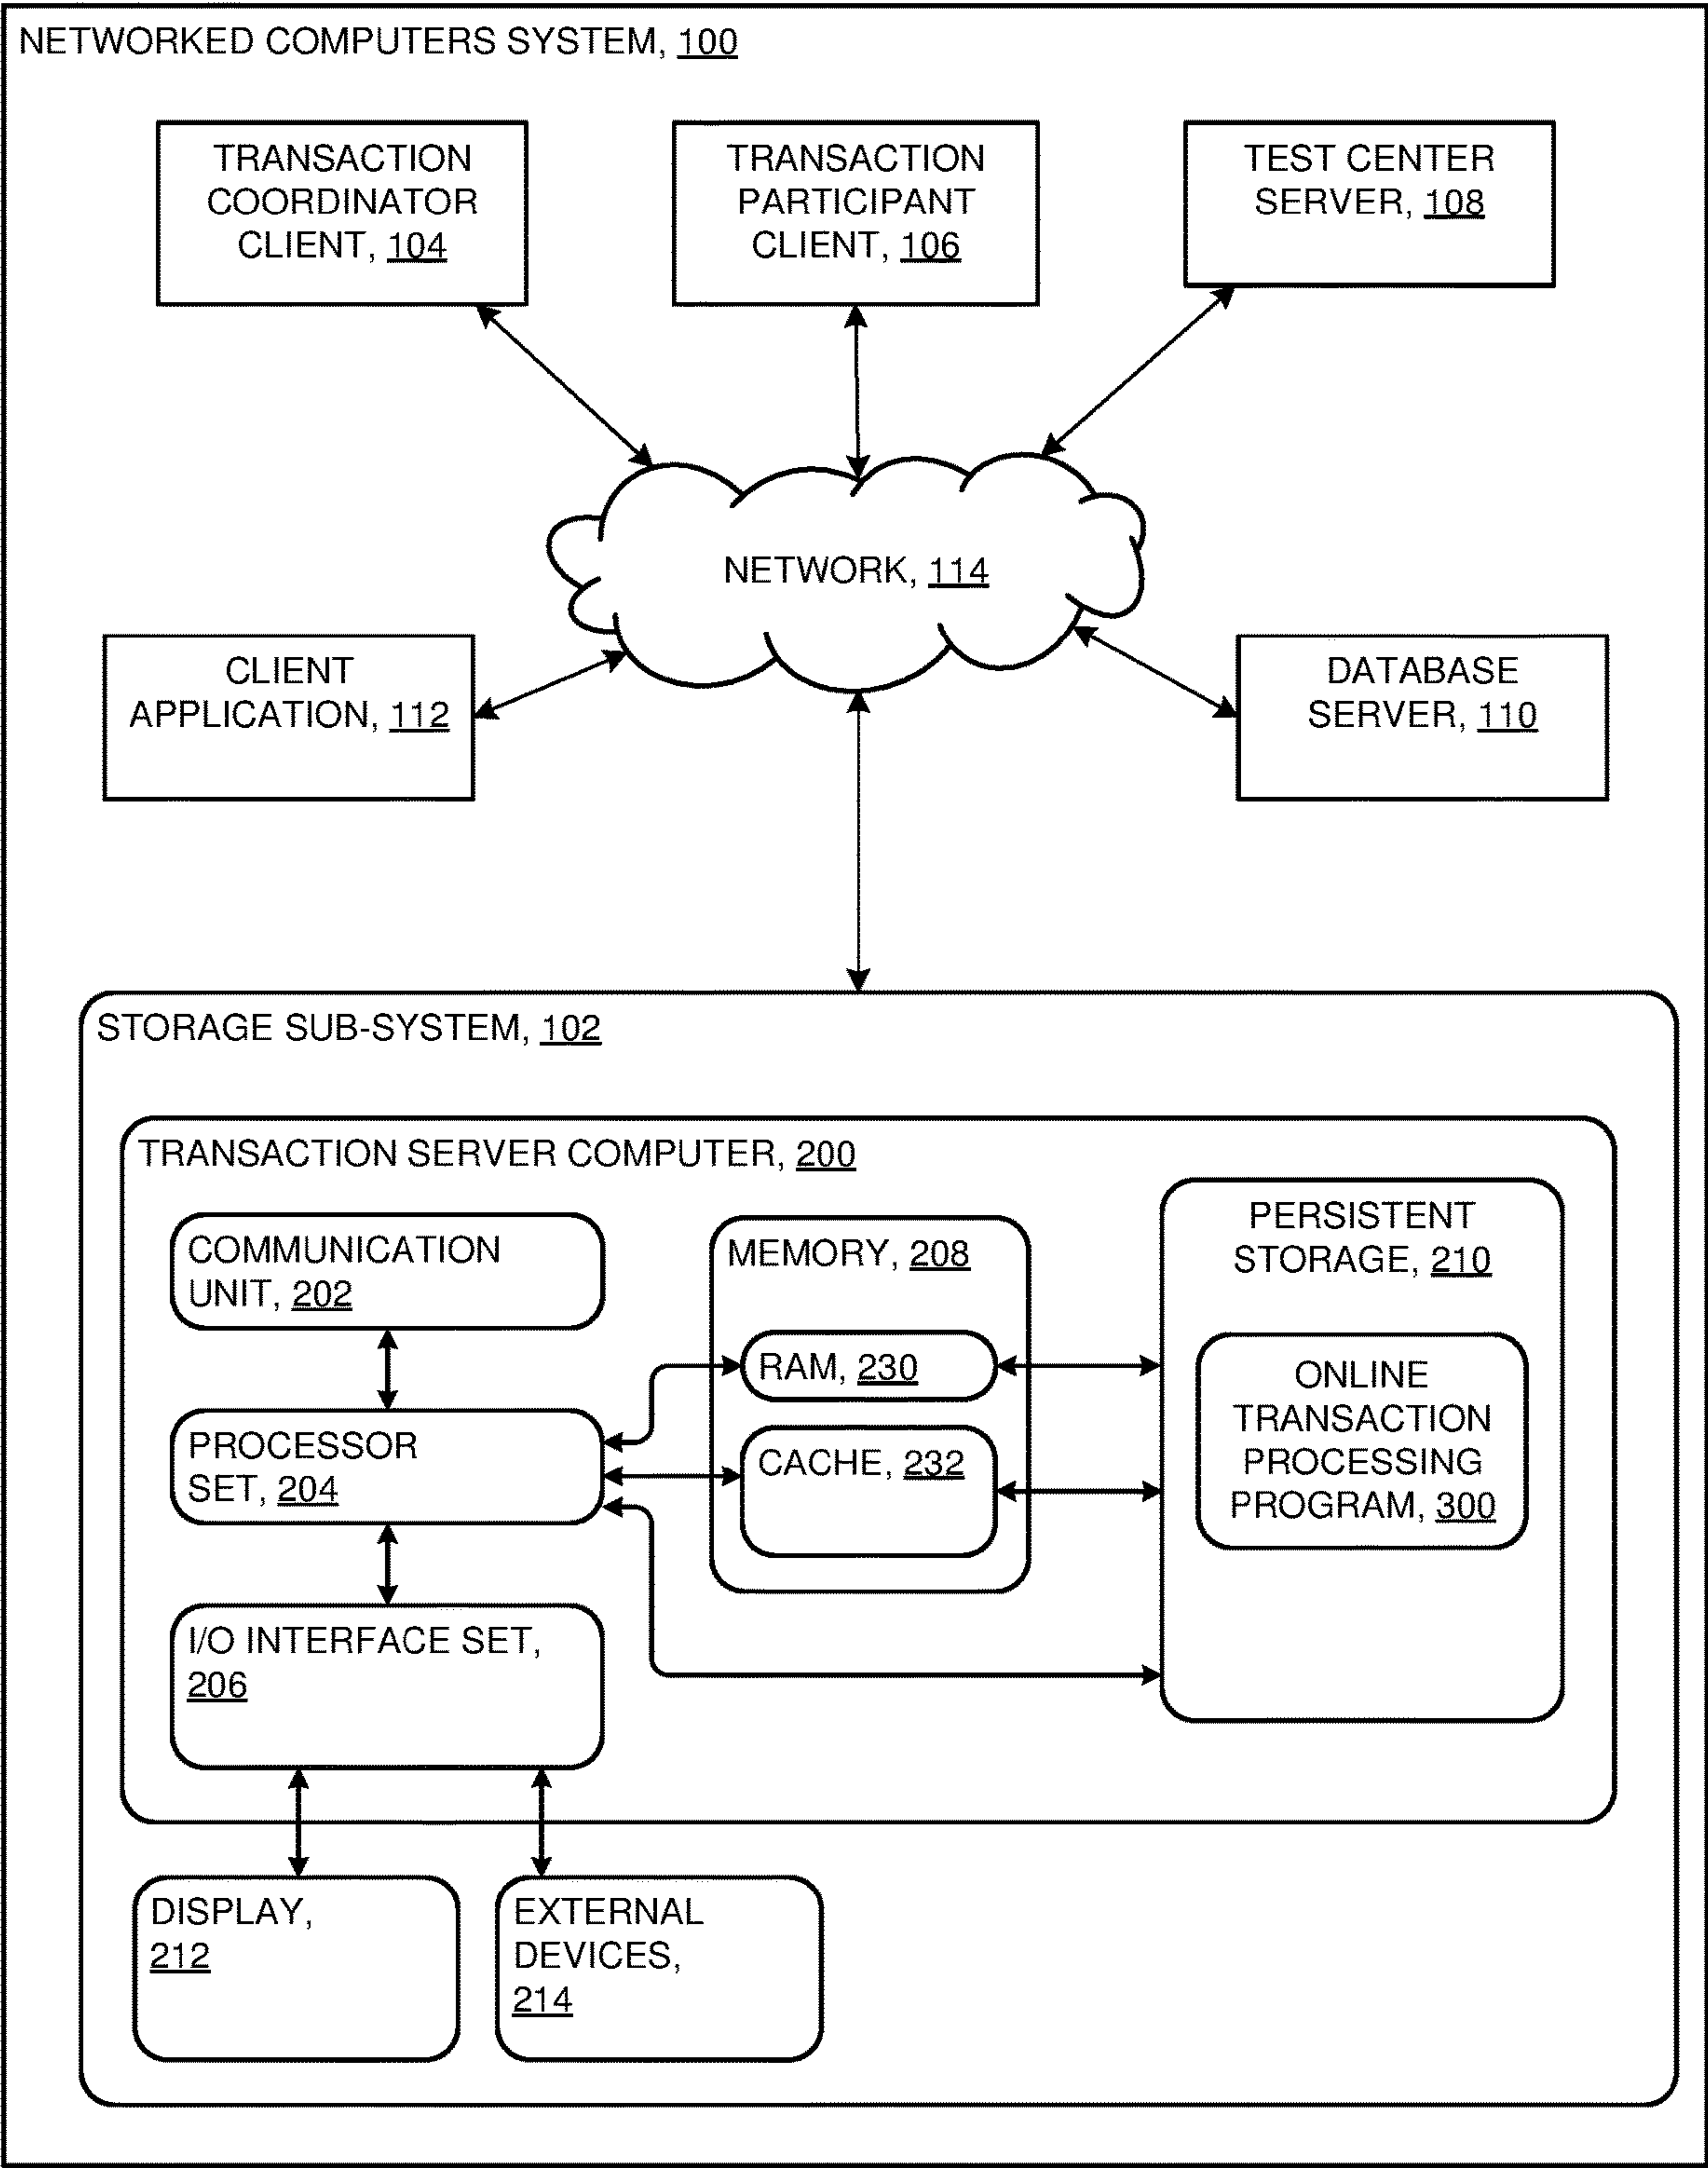 NETWORKED COMPUTERS SYSTEM, 100
TRANSACTION
COORDINATOR
CLIENT, 104
TRANSACTION
PARTICIPANT
CLIENT, 106
TEST CENTER
SERVER, 108
NETWORK, 114
CLIENT
APPLICATION, 112
DATABASE
SERVER, 110
STORAGE SUB-SYSTEM, 102
TRANSACTION SERVER COMPUTER, 200
COMMUNICATION
UNIT, 202
PROCESSOR
SET, 204
I/O INTERFACE SET,
206
MEMORY, 208
RAM, 230
CACHE, 232
PERSISTENT
STORAGE, 210
ONLINE
TRANSACTION
PROCESSING
PROGRAM, 300
DISPLAY,
212
EXTERNAL
DEVICES,
214